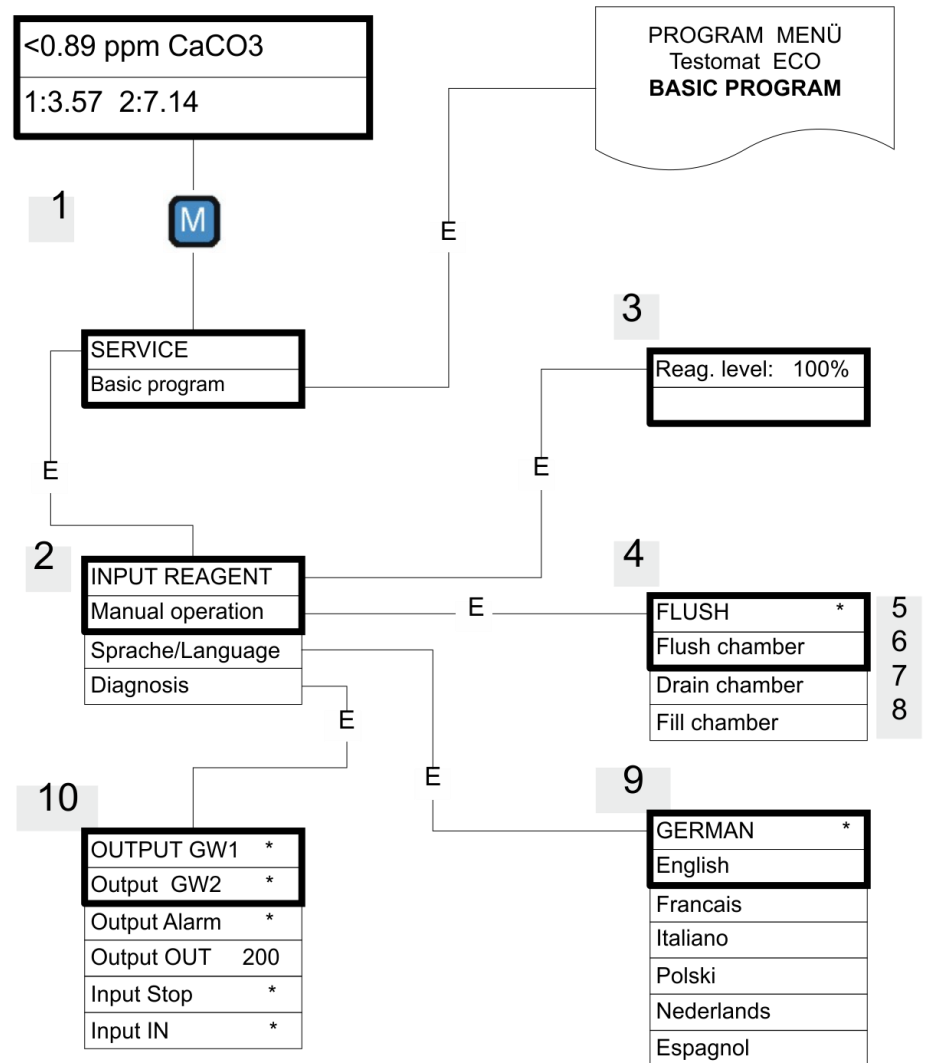 <0.89 ppm CaCO3
1:3.57 2:7.14
PROGRAM MENÜ
Testomat ECO
BASIC PROGRAM
1
M
E
3
SERVICE
Basic program
Reag. level: 100%
E
E
2
INPUT REAGENT
Manual operation
Sprache/Language
Diagnosis
E
4
FLUSH * 5
Flush chamber 6
Drain chamber 7
Fill chamber 8
E
E
10
OUTPUT GW1 *
Output GW2 *
Output Alarm *
Output OUT 200
Input Stop *
Input IN *
9
GERMAN *
English
Francais
Italiano
Polski
Nederlands
Espagnol